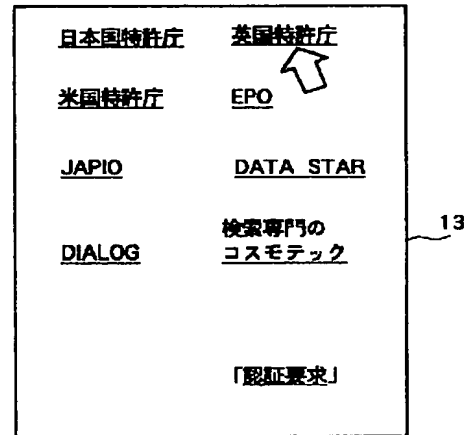 日本国特許庁 英国特許庁
米国特許庁 EPO
JAPIO DATA STAR
検索専門の
DIALOG コスモテック
13
「認証要求」